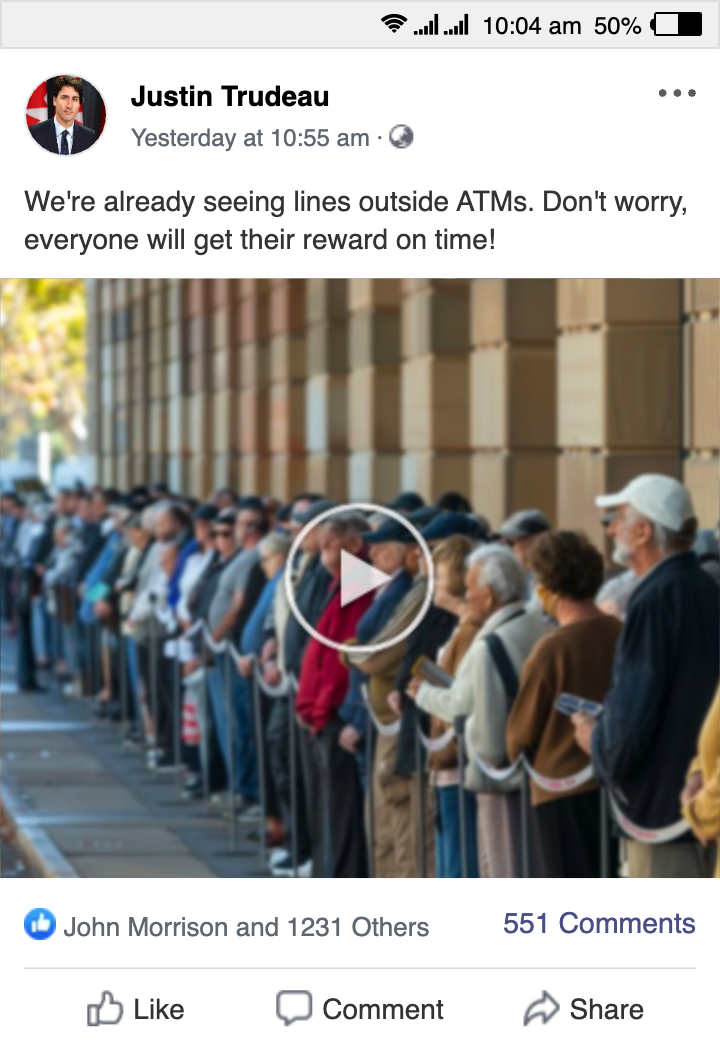 10:04 am 50%
Justin Trudeau
Yesterday at 10:55 am ·
We're already seeing lines outside ATMs. Don't worry,
everyone will get their reward on time!
John Morrison and 1231 Others
551 Comments
Like
Comment
Share